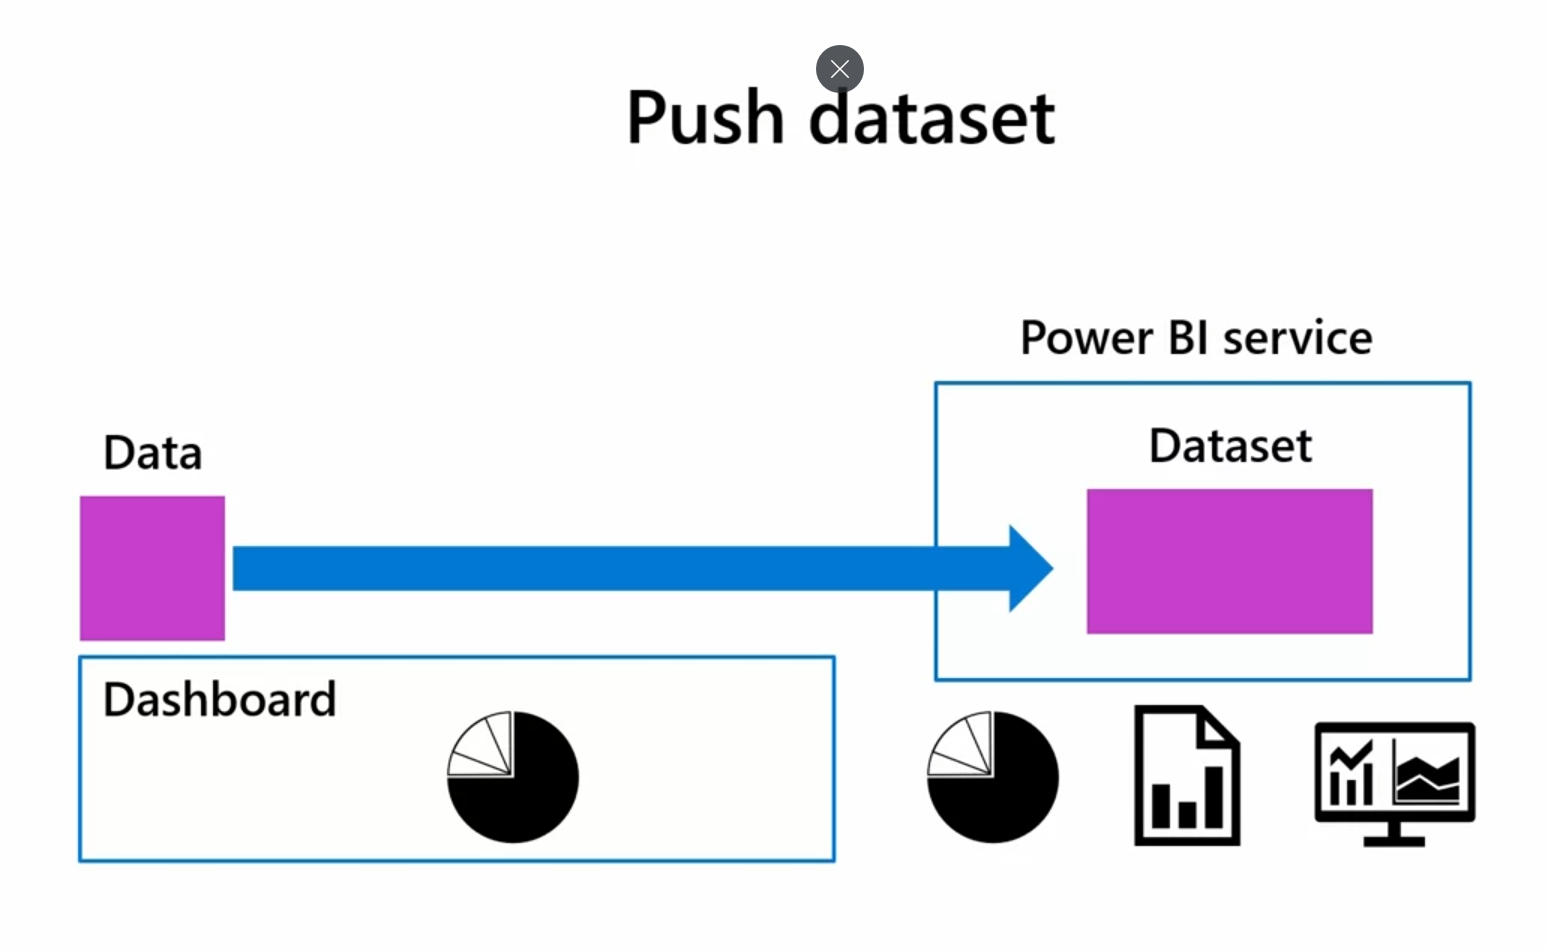 Push dataset
Power BI service
Data
Dataset
Dashboard